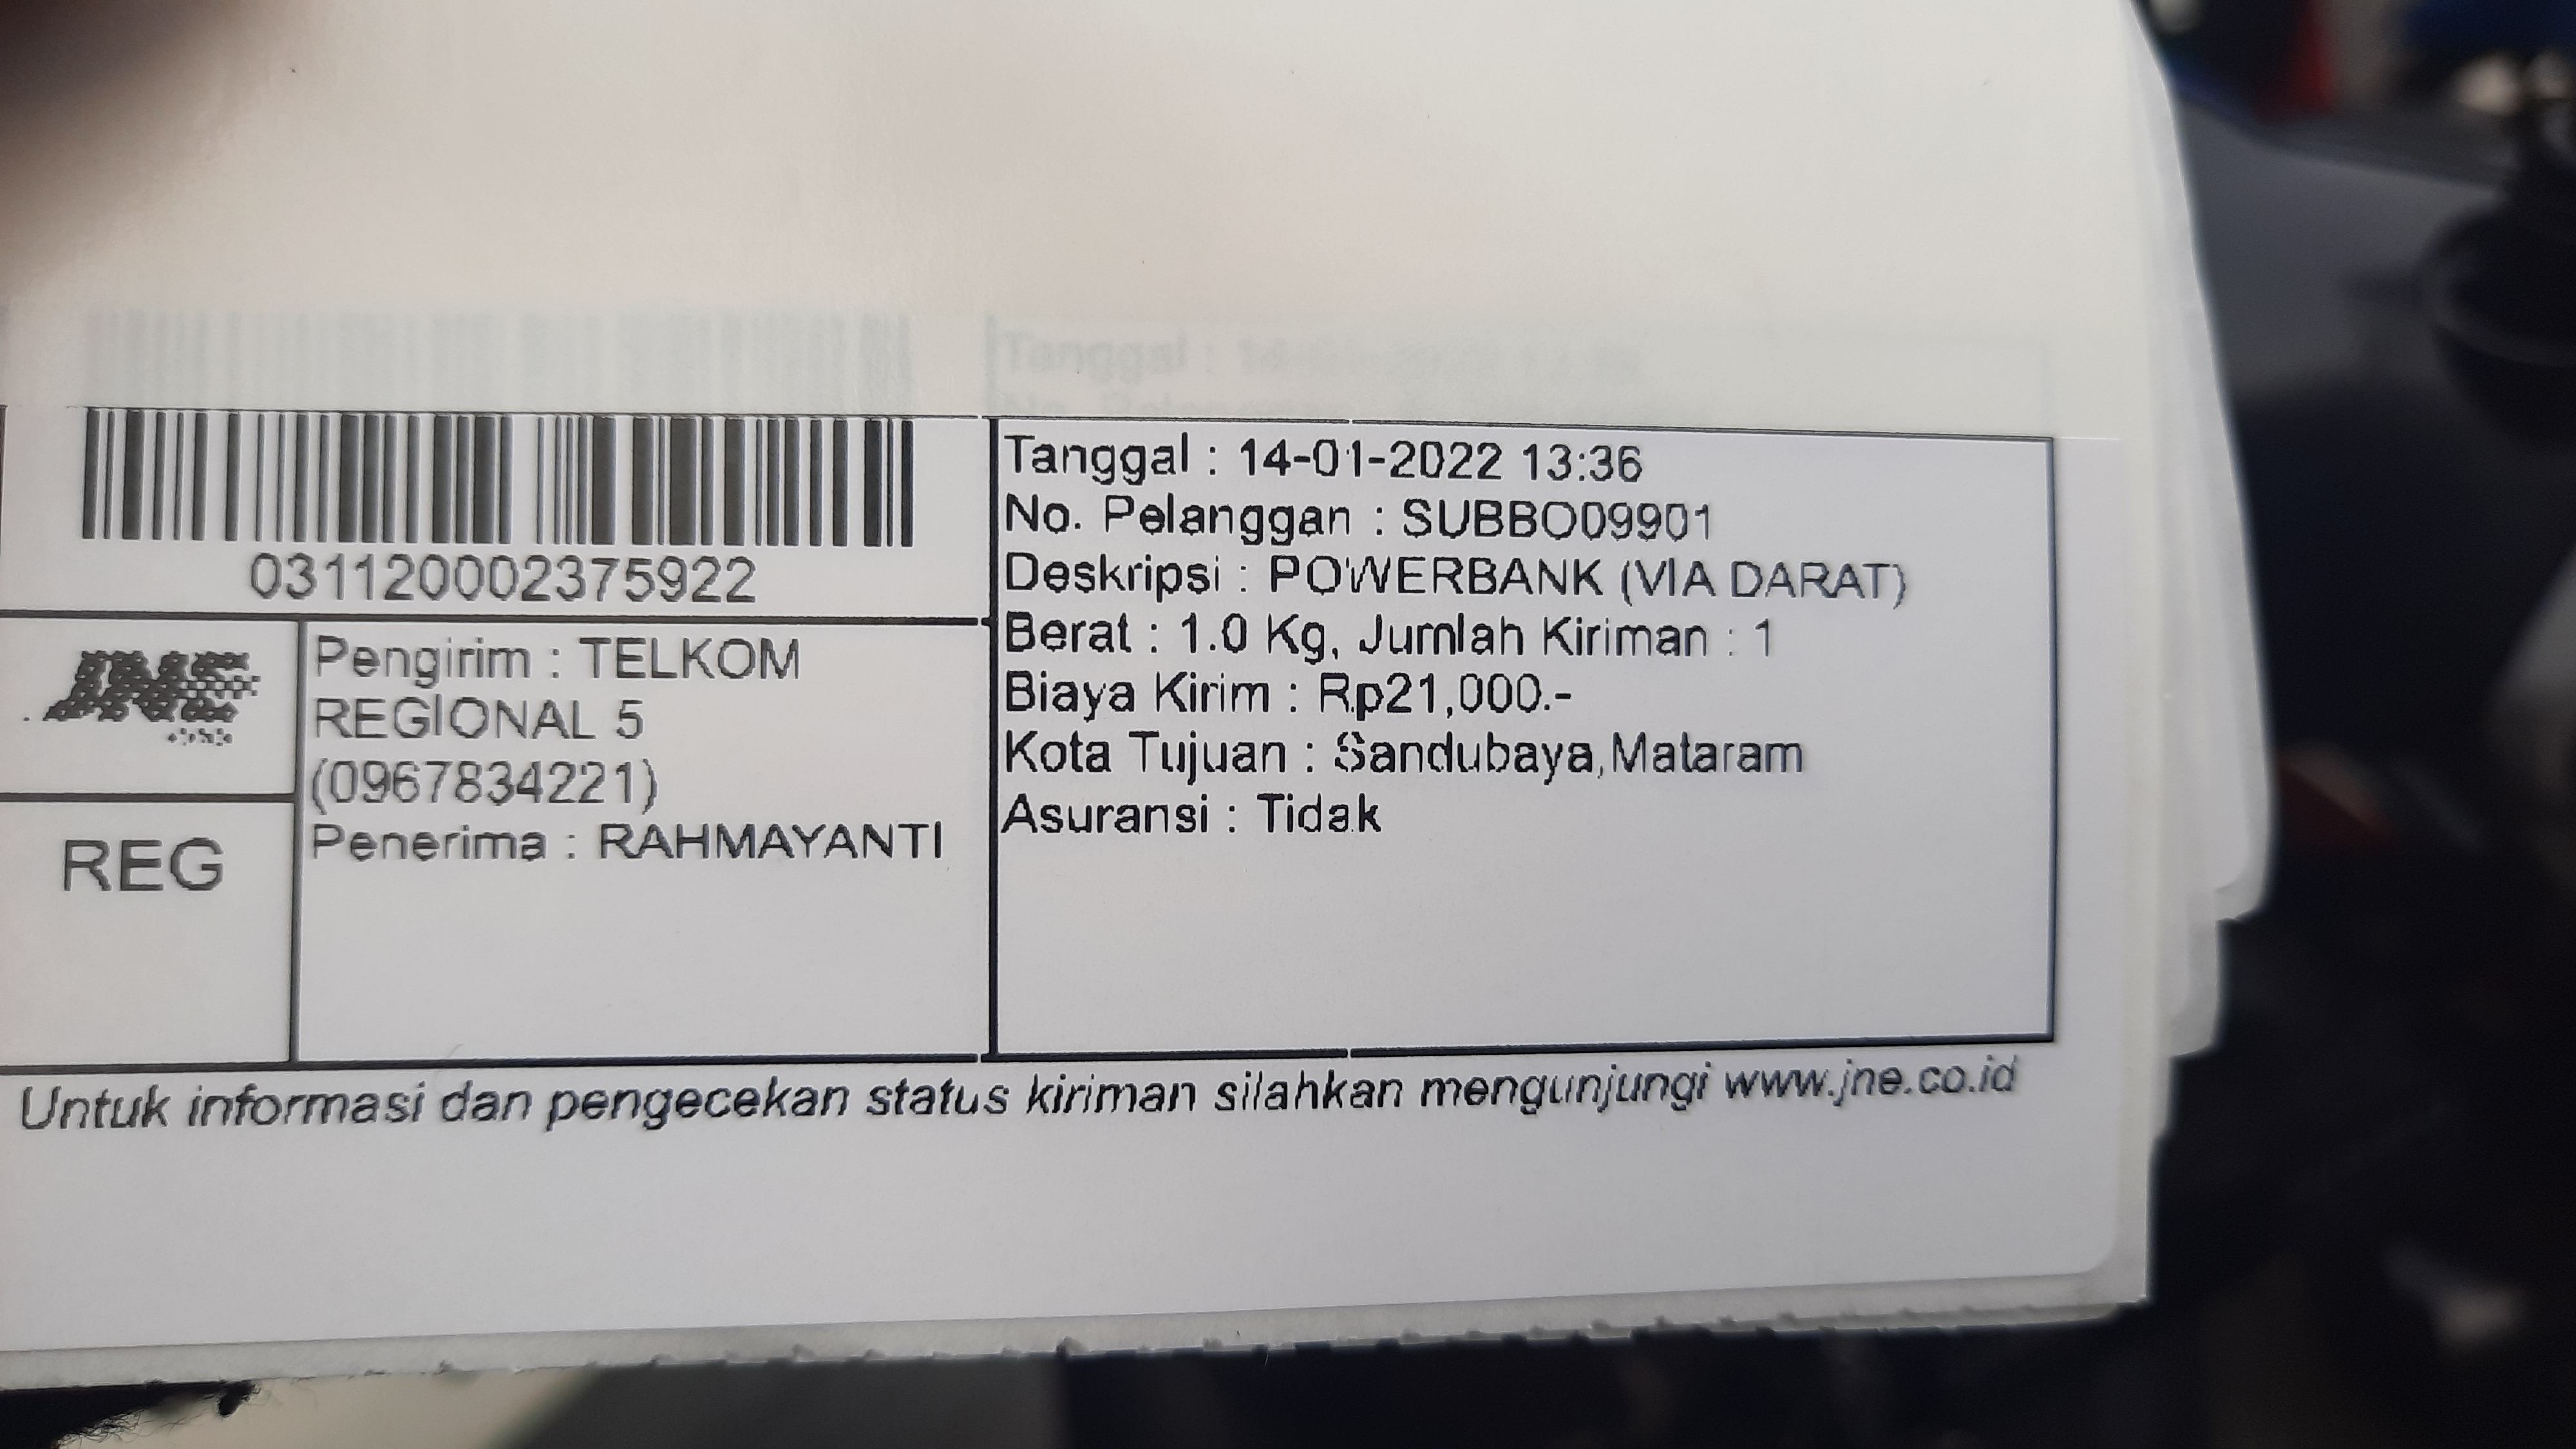 031120002375922
JNE
REG
Pengirim : TELKOM
REGIONAL 5
(0967834221)
Penerima : RAHMAYANTI
Tanggal : 14-01-2022 13:36
No. Pelanggan : SUBBO09901
Deskripsi : POWERBANK (VIA DARAT)
Berat : 1.0 Kg, Jumlah Kiriman : 1
Biaya Kirim : Rp21,000.-
Kota Tujuan : Sandubaya,Mataram
Asuransi : Tidak
Untuk informasi dan pengecekan status kiriman silahkan mengunjungi www.jne.co.id